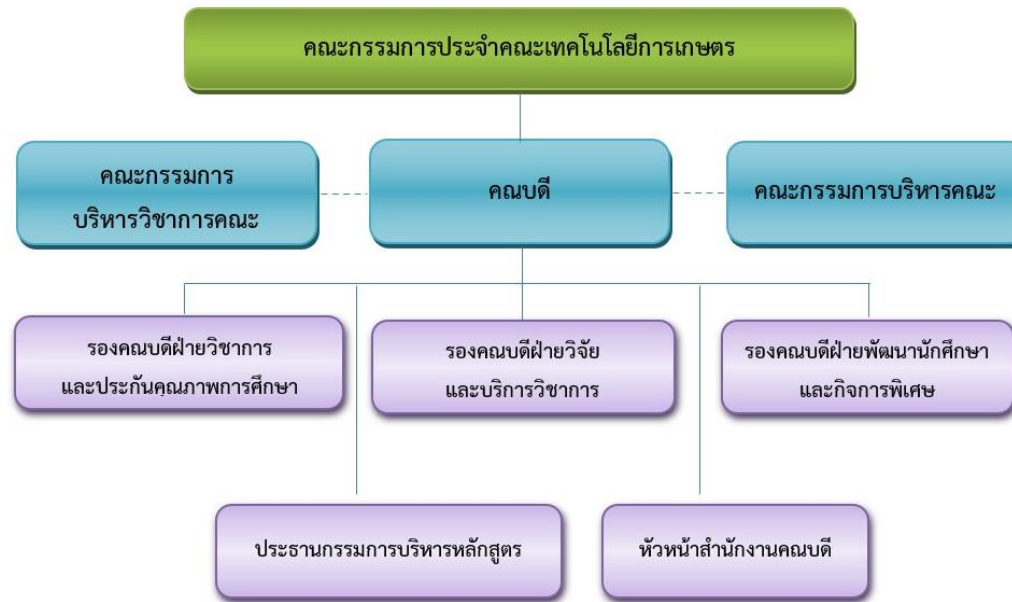 คณะกรรมการประจำคณะเทคโนโลยีการเกษตร
คณะกรรมการ
บริหารวิชาการคณะ
คณบดี
คณะกรรมการบริหารคณะ
รองคณบดีฝ่ายวิชาการ
และประกันคุณภาพการศึกษา
รองคณบดีฝ่ายวิจัย
และบริการวิชาการ
รองคณบดีฝ่ายพัฒนานักศึกษา
และกิจการพิเศษ
ประธานกรรมการบริหารหลักสูตร
หัวหน้าสำนักงานคณบดี